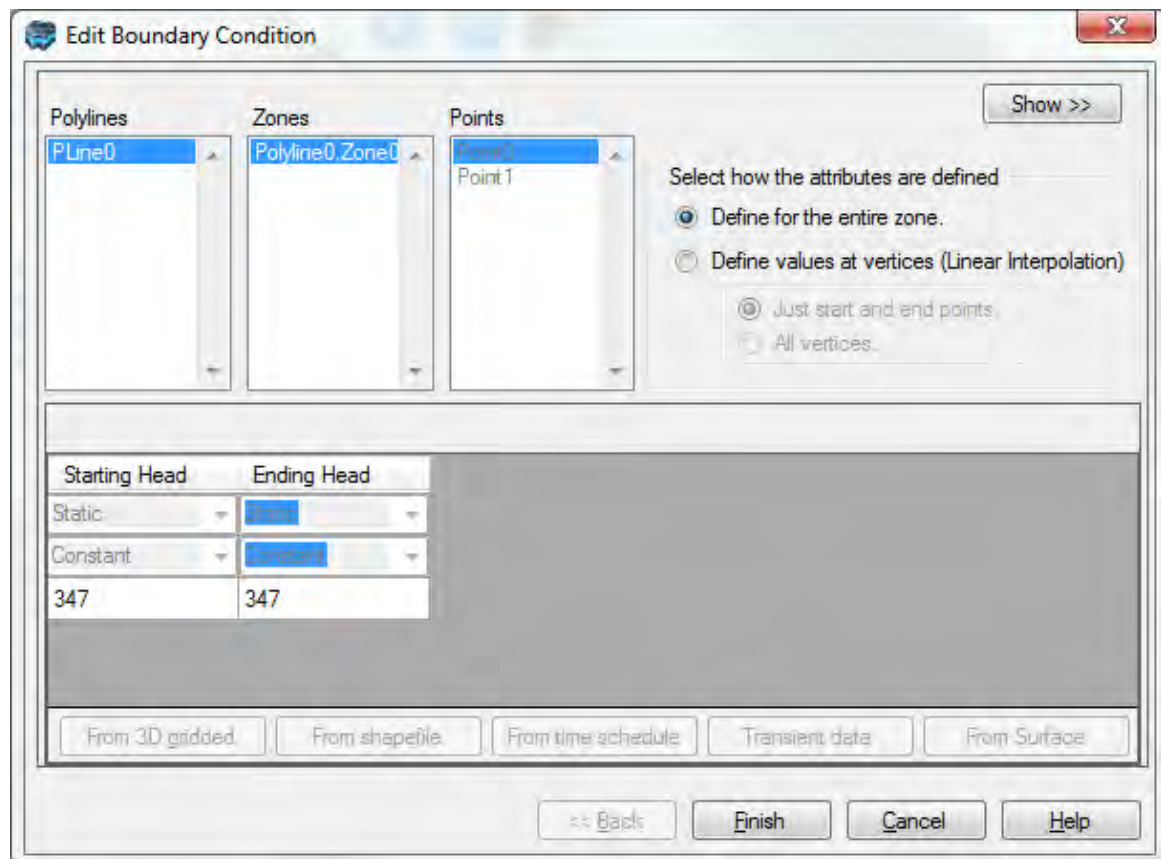 Edit Boundary Condition
Show >>
Polylines Zones Points
PLine0 Polyline0.Zone0 Point0
Point1
Select how the attributes are defined
Define for the entire zone.
Define values at vertices (Linear Interpolation)
Just start and end points.
All vertices.
Starting Head Ending Head
Static Static
Constant Constant
347 347
From 3D gridded From shapefile From time schedule Transient data From Surface
<< Back Finish Cancel Help